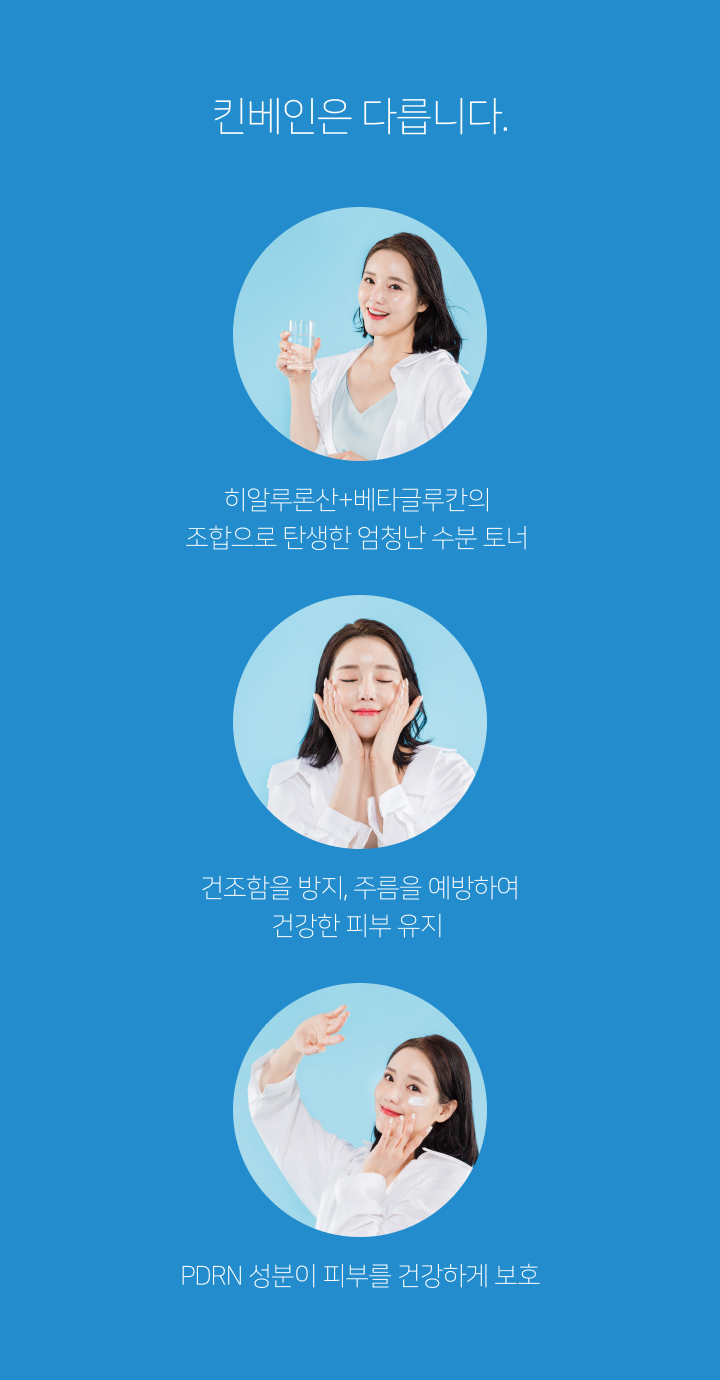 킨베인은 다릅니다.
히알루론산+베타글루칸의
조합으로 탄생한 엄청난 수분 토너
건조함을 방지, 주름을 예방하여
건강한 피부 유지
PDRN 성분이 피부를 건강하게 보호